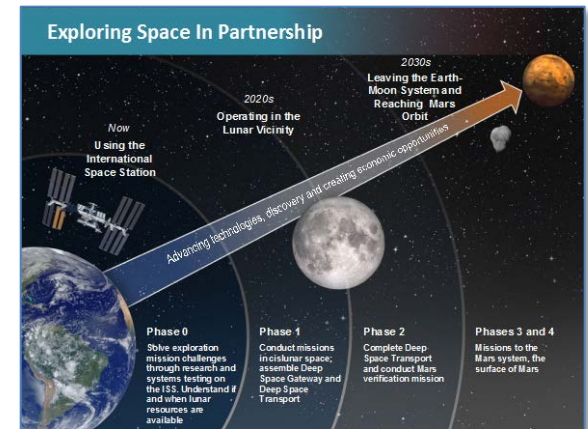 Exploring Space In Partnership
2030s
Leaving the Earth-
Moon System and
Reaching Mars
Orbit
2020s
Operating in the
Lunar Vicinity
Now
Using the
International
Space Station
Advancing technologies, discovery and creating economic opportunities
Phase 0
Solve exploration
mission challenges
through research and
systems testing on
the ISS. Understand if
and when lunar
resources are
available
Phase 1
Conduct missions
in cislunar space;
assemble Deep
Space Gateway and
Deep Space
Transport
Phase 2
Complete Deep
Space Transport
and conduct Mars
verification mission
Phases 3 and 4
Missions to the
Mars system, the
surface of Mars